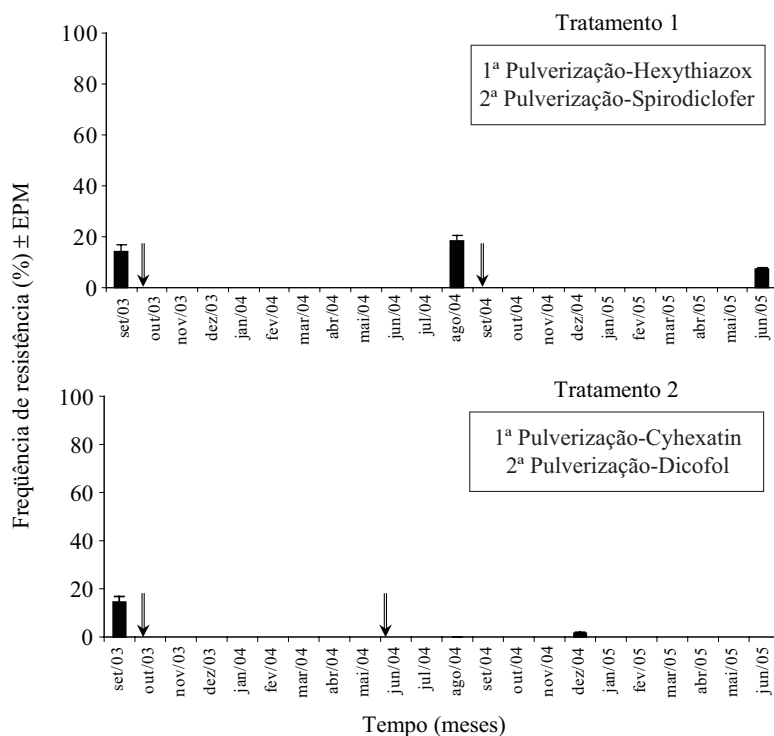 Tratamento 1
1ª Pulverização-Hexythiazox
2ª Pulverização-Spirodiclofer
Freqüência de resistência (%) ± EPM
100
80
60
40
20
0
set/03
out/03
nov/03
dez/03
jan/04
fev/04
mar/04
abr/04
mai/04
jun/04
jul/04
ago/04
set/04
out/04
nov/04
dez/04
jan/05
fev/05
mar/05
abr/05
mai/05
jun/05
Tratamento 2
1ª Pulverização-Cyhexatin
2ª Pulverização-Dicofol
100
80
60
40
20
0
set/03
out/03
nov/03
dez/03
jan/04
fev/04
mar/04
abr/04
mai/04
jun/04
jul/04
ago/04
set/04
out/04
nov/04
dez/04
jan/05
fev/05
mar/05
abr/05
mai/05
jun/05
Tempo (meses)